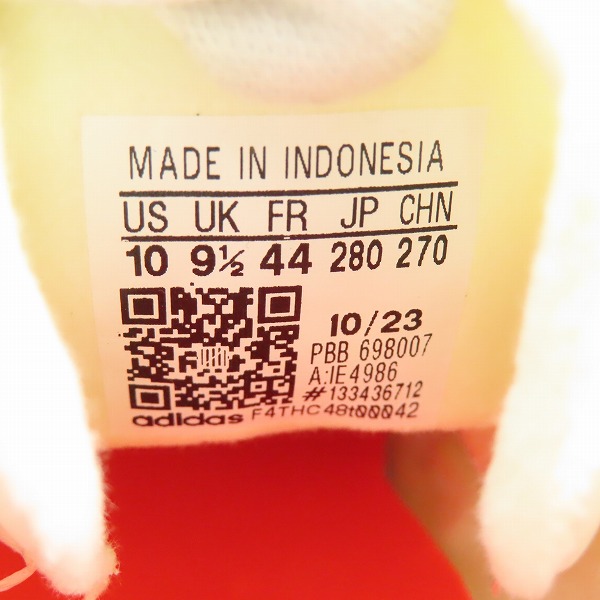 MADE IN INDONESIA
US UK FR JP CHN
10 9½ 44 280 270
10/23
PBB 698007
A:IE4986
#133436712
adidas F4THC48t00042